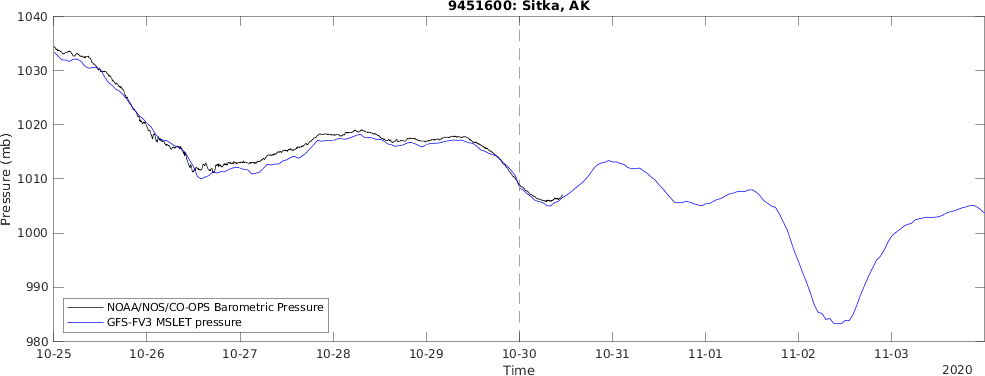 9451600: Sitka, AK
Pressure (mb)
1040
1030
1020
1010
1000
990
980
NOAA/NOS/CO-OPS Barometric Pressure
GFS-FV3 MSLET pressure
10-25 10-26 10-27 10-28 10-29 10-30 10-31 11-01 11-02 11-03
Time
2020